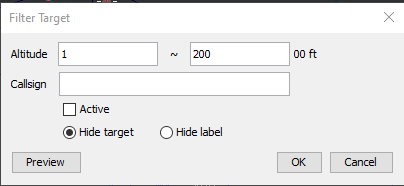 Filter Target
Altitude 1 ~ 200 00 ft
Callsign
Active
Hide target Hide label
Preview OK Cancel